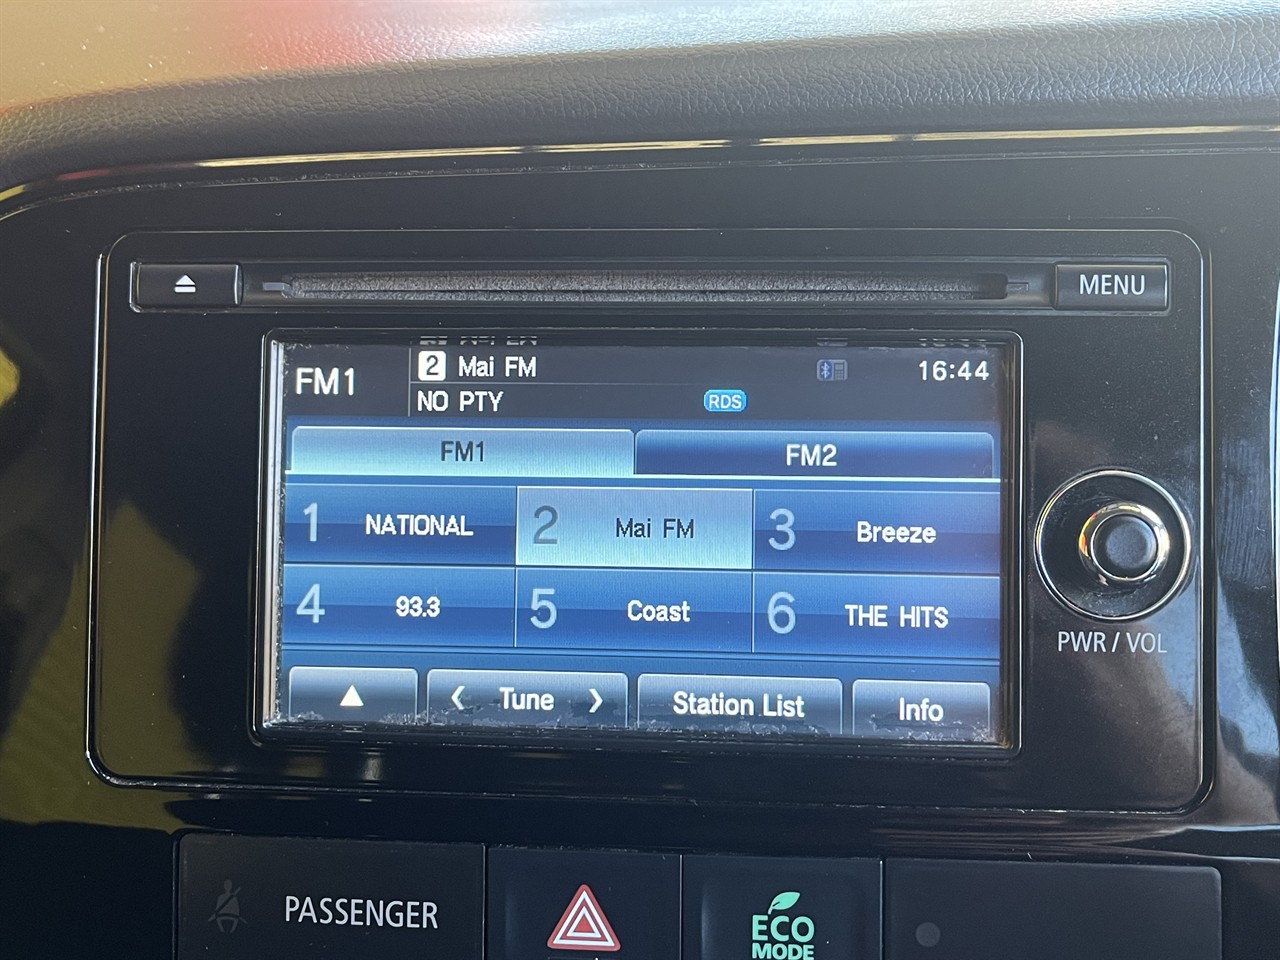 MENU
FM1
2 Mai FM
16:44
NO PTY
RDS
FM1
FM2
1 NATIONAL
2 Mai FM
3 Breeze
4 93.3
5 Coast
6 THE HITS
Tune
Station List
Info
PWR / VOL
PASSENGER
ECO
MODE